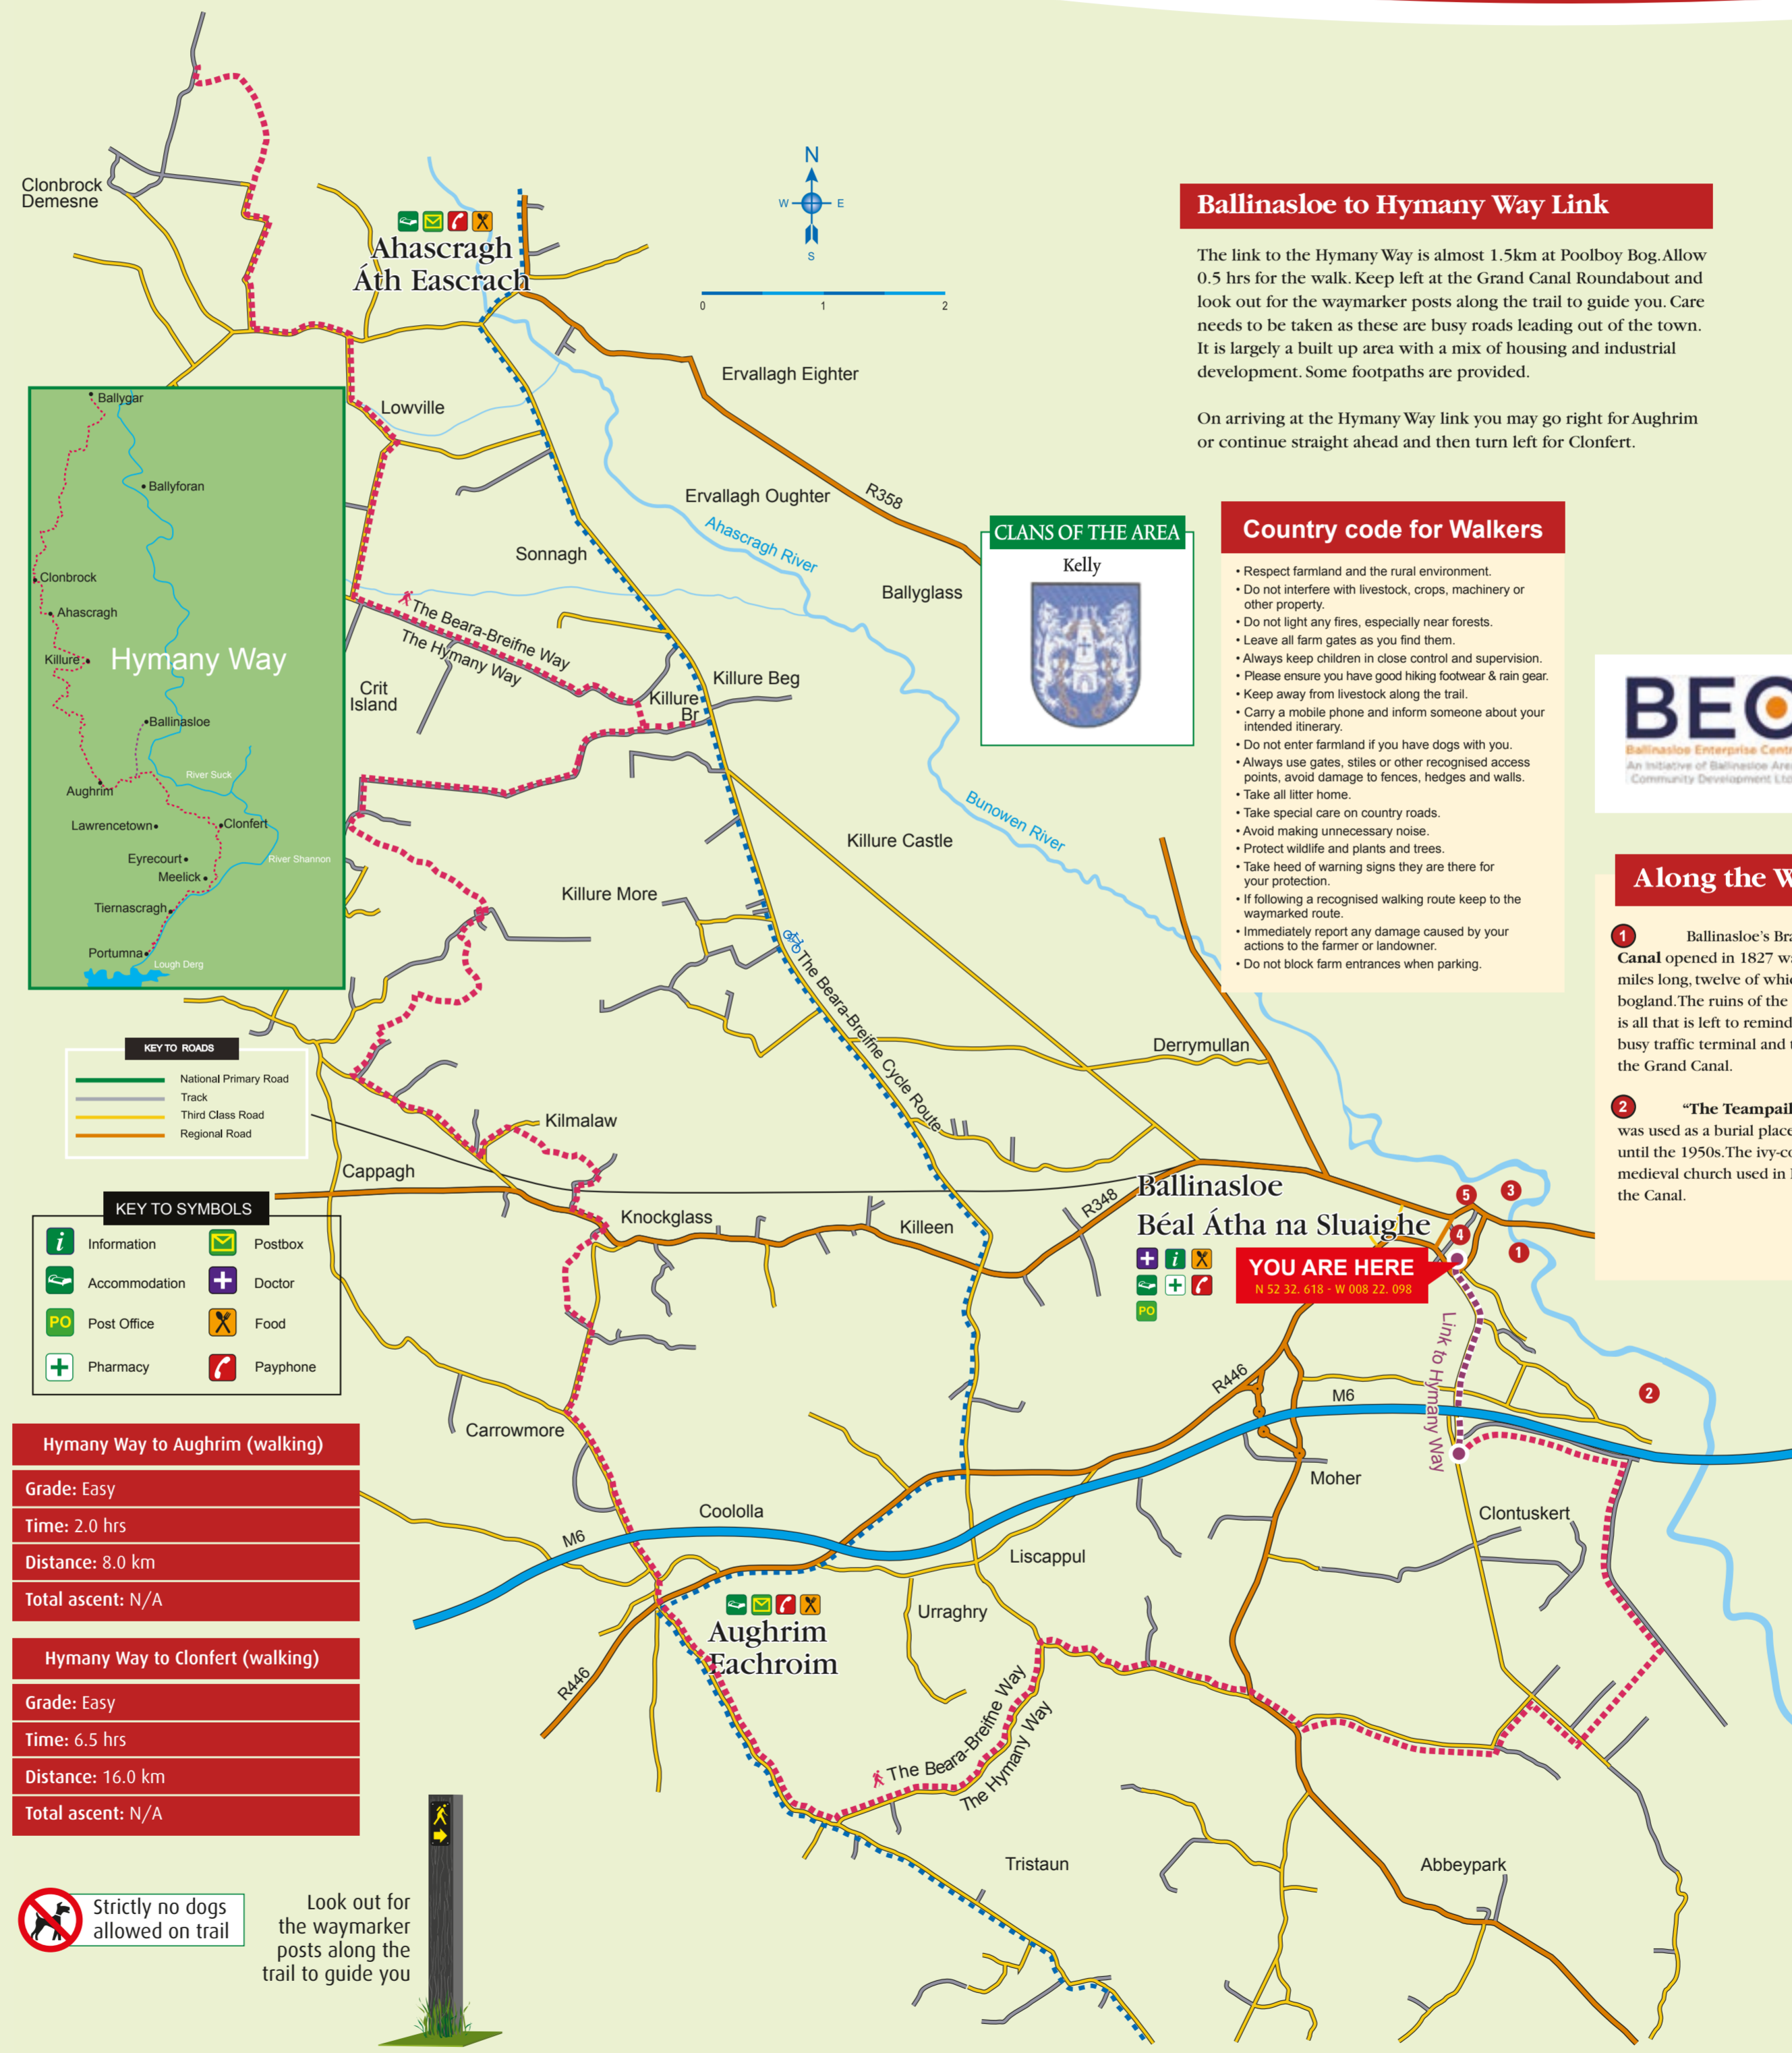 Clonbrock
Demesne
Ahascragh
Áth Eascrach
N
W
E
S
0
1
2
Ballinasloe to Hymany Way Link
The link to the Hymany Way is almost 1.5km at Poolboy Bog.Allow
0.5 hrs for the walk. Keep left at the Grand Canal Roundabout and
look out for the waymarker posts along the trail to guide you. Care
needs to be taken as these are busy roads leading out of the town.
It is largely a built up area with a mix of housing and industrial
development. Some footpaths are provided.
On arriving at the Hymany Way link you may go right for Aughrim
or continue straight ahead and then turn left for Clonfert.
Ervallagh Eighter
Lowville
Ervallagh Oughter
R358
Ahascragh River
Sonnagh
Ballyglass
The Beara-Breifne Way
The Hymany Way
Crit
Island
Killure
Br
Killure Beg
Killure Castle
Bunowen River
Killure More
The Beara-Breifne Cycle Route
Derrymullan
CLANS OF THE AREA
Kelly
Country code for Walkers
• Respect farmland and the rural environment.
• Do not interfere with livestock, crops, machinery or
other property.
• Do not light any fires, especially near forests.
• Leave all farm gates as you find them.
• Always keep children in close control and supervision.
• Please ensure you have good hiking footwear & rain gear.
• Keep away from livestock along the trail.
• Carry a mobile phone and inform someone about your
intended itinerary.
• Do not enter farmland if you have dogs with you.
• Always use gates, stiles or other recognised access
points, avoid damage to fences, hedges and walls.
• Take all litter home.
• Take special care on country roads.
• Avoid making unnecessary noise.
• Protect wildlife and plants and trees.
• Take heed of warning signs they are there for
your protection.
• If following a recognised walking route keep to the
waymarked route.
• Immediately report any damage caused by your
actions to the farmer or landowner.
• Do not block farm entrances when parking.
BEC
Ballinasloe Enterprise Centr
An Initiative of Ballinasloe Area
Community Development Ltd
Along the W
1 Ballinasloe's Bra
Canal opened in 1827 wa
miles long, twelve of whic
bogland.The ruins of the
is all that is left to remind
busy traffic terminal and
the Grand Canal.
2 "The Teampail
was used as a burial place
until the 1950s.The ivy-co
medieval church used in
the Canal.
Ballygar
Ballyforan
Clonbrock
Ahascragh
Killure
Hymany Way
Ballinasloe
River Suck
Aughrim
Lawrencetown
Clonfert
Eyrecourt
River Shannon
Meelick
Tiernascragh
Portumna
Lough Derg
KEY TO ROADS
National Primary Road
Track
Third Class Road
Regional Road
KEY TO SYMBOLS
i Information
Postbox
Accommodation
Doctor
PO Post Office
Food
Pharmacy
Payphone
Kilmalaw
Cappagh
Knockglass
Killeen
R348
Ballinasloe
Béal Átha na Sluaighe
i
PO
YOU ARE HERE
N 52 32. 618 - W 008 22. 098
5
3
4
1
2
Link to Hymany Way
R446
M6
Carrowmore
Moher
Clontuskert
Coololla
M6
Liscappul
Urraghry
Aughrim
Eachroim
R446
The Beara-Breifne Way
The Hymany Way
Tristaun
Abbeypark
Hymany Way to Aughrim (walking)
Grade: Easy
Time: 2.0 hrs
Distance: 8.0 km
Total ascent: N/A
Hymany Way to Clonfert (walking)
Grade: Easy
Time: 6.5 hrs
Distance: 16.0 km
Total ascent: N/A
Strictly no dogs
allowed on trail
Look out for
the waymarker
posts along the
trail to guide you